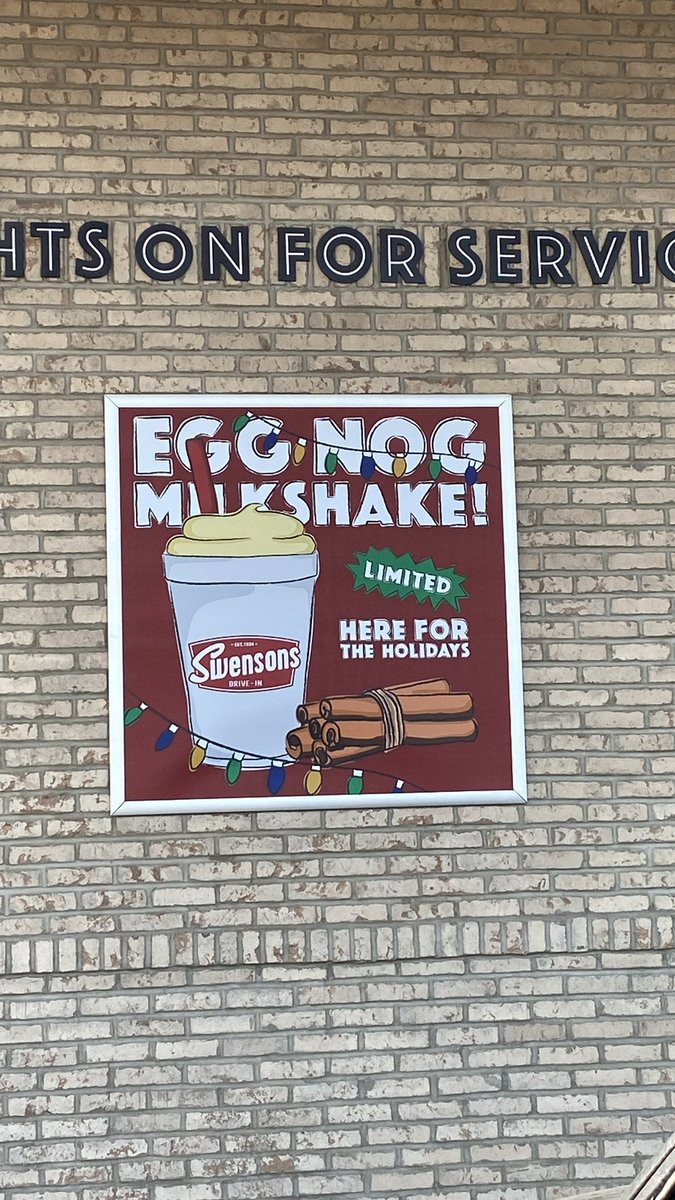 HTS ON FOR SERVIC
EGG NOG
MILKSHAKE!
LIMITED
HERE FOR
THE HOLIDAYS
- EST. 1934 -
Swensons
DRIVE-IN